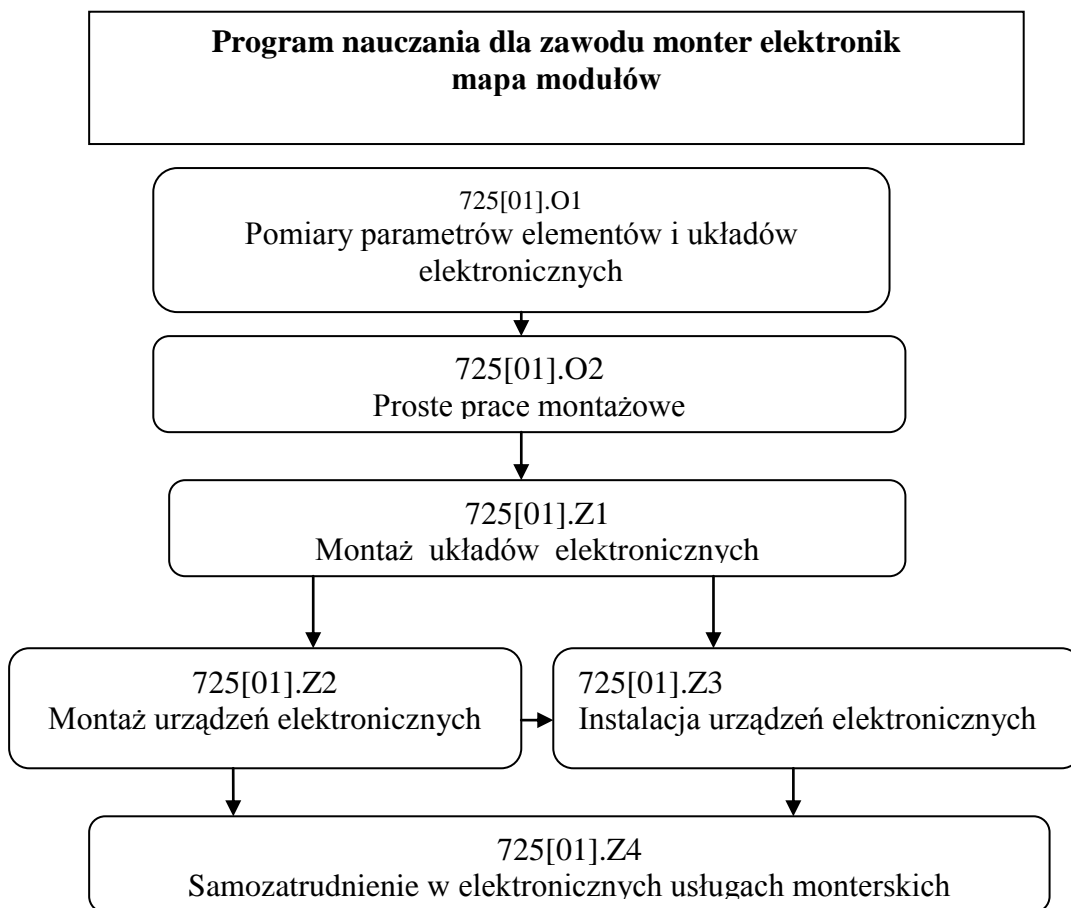 Program nauczania dla zawodu monter elektronik
mapa modułów
725[01].O1
Pomiary parametrów elementów i układów
elektronicznych
725[01].O2
Proste prace montażowe
725[01].Z1
Montaż układów elektronicznych
725[01].Z2
Montaż urządzeń elektronicznych
725[01].Z3
Instalacja urządzeń elektronicznych
725[01].Z4
Samozatrudnienie w elektronicznych usługach monterskich